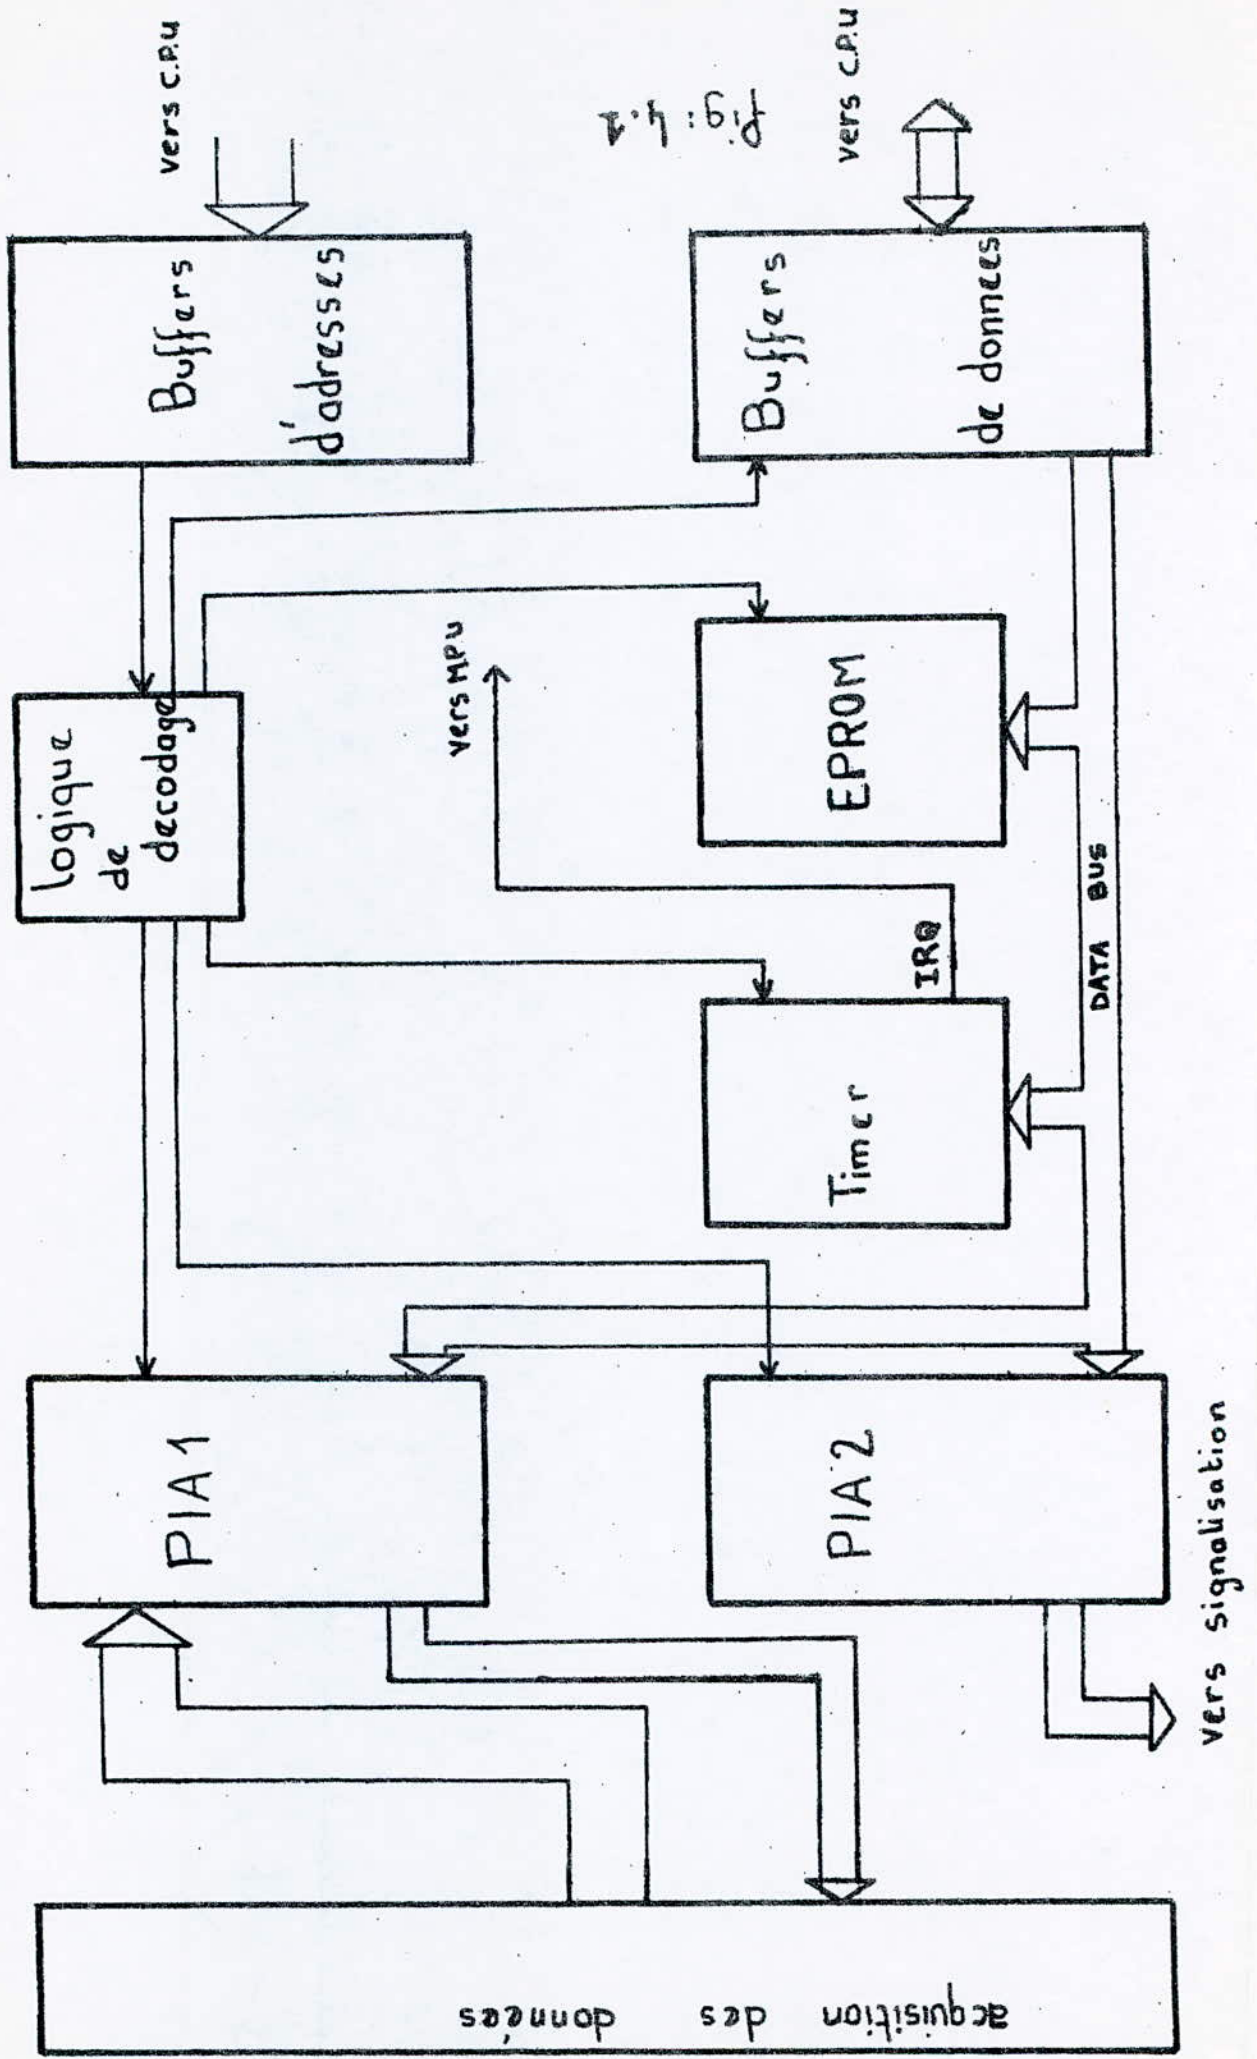 acquisition des données
PIA1
logique
de
decodage
Buffers
d'adresses
vers C.P.U
vers MPU
fig: 4.1
PIA2
Timer
IRQ
EPROM
Buffers
de donnees
vers C.P.U
DATA BUS
vers signalisation